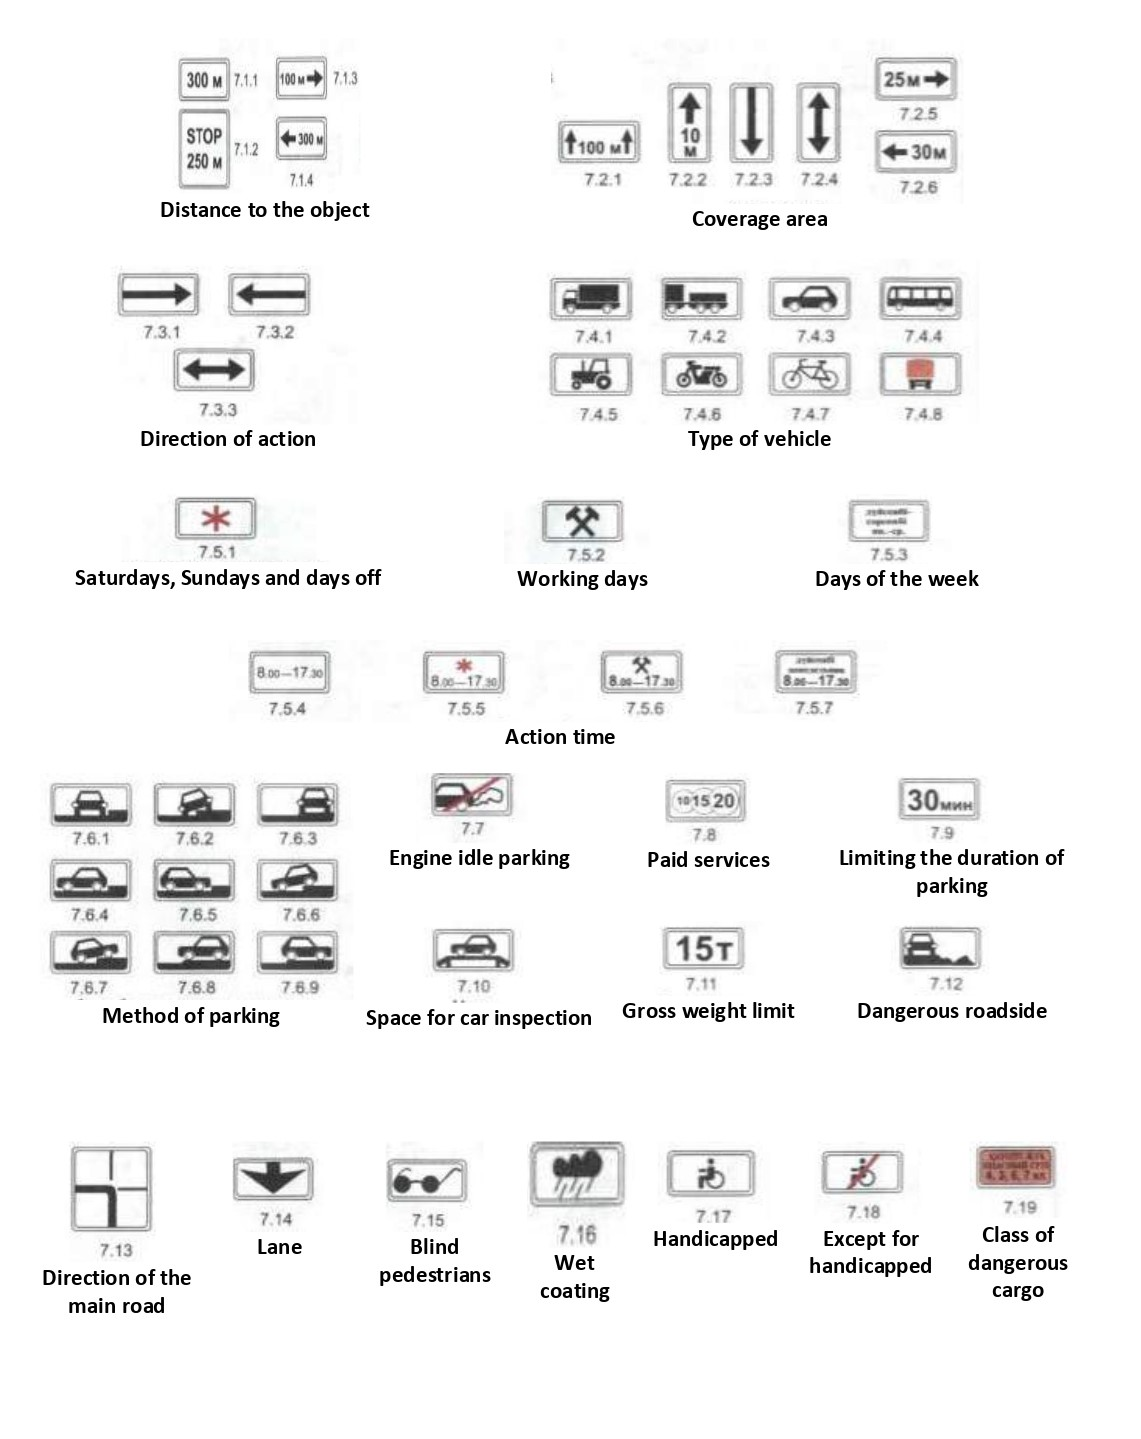 300 м
7.1.1
100 м
7.1.3
STOP
250 м
7.1.2
300 м
7.1.4
Distance to the object
100 м
7.2.1
10
м
7.2.2
7.2.3
7.2.4
25 м
7.2.5
30 м
7.2.6
Coverage area
7.3.1
7.3.2
7.3.3
Direction of action
7.4.1
7.4.2
7.4.3
7.4.4
7.4.5
7.4.6
7.4.7
7.4.8
Type of vehicle
7.5.1
Saturdays, Sundays and days off
7.5.2
Working days
7.5.3
Days of the week
8.00—17.30
7.5.4
8.00—17.30
7.5.5
8.00—17.30
7.5.6
8.00—17.30
7.5.7
Action time
7.6.1
7.6.2
7.6.3
7.6.4
7.6.5
7.6.6
7.6.7
7.6.8
7.6.9
Method of parking
7.7
Engine idle parking
10 15 20
7.8
Paid services
30 мин
7.9
Limiting the duration of
parking
7.10
Space for car inspection
15т
7.11
Gross weight limit
7.12
Dangerous roadside
7.13
Direction of the
main road
7.14
Lane
7.15
Blind
pedestrians
7.16
Wet
coating
7.17
Handicapped
7.18
Except for
handicapped
7.19
Class of
dangerous
cargo